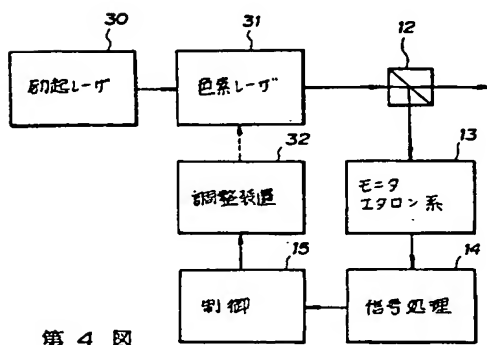 30
31
12
励起レーザ
色素レーザ
32
13
調整装置
モニタ
エタロン系
15
14
制御
信号処理
第 4 図